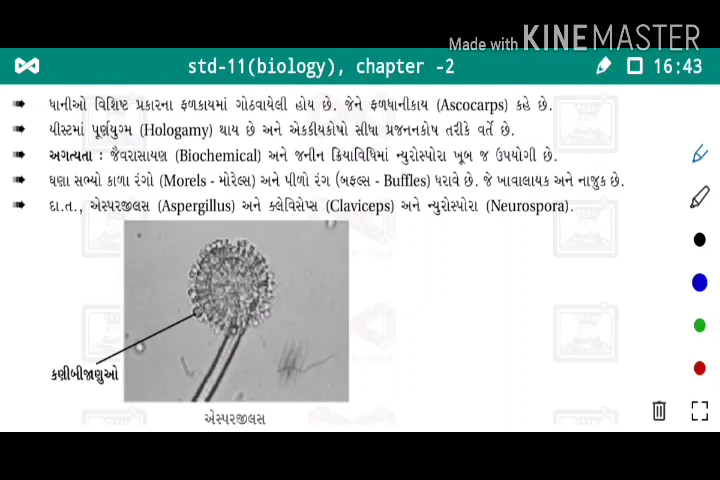 Made with KINEMASTER
std-11(biology), chapter -2
16:43
➠ ધાનીઓ વિશિષ્ટ પ્રકારના ફળકાયમાં ગોઠવાયેલી હોય છે. જેને ફળધાનીકાય (Ascocarps) કહે છે.
➠ યીસ્ટમાં પૂર્ણયુગ્મ (Hologamy) થાય છે અને એકકીયકોષો સીધા પ્રજનનકોષ તરીકે વર્તે છે.
➠ અગત્યતા : જૈવરાસાયણ (Biochemical) અને જનીન ક્રિયાવિધિમાં ન્યુરોસ્પોરા ખૂબ જ ઉપયોગી છે.
➠ ઘણા સભ્યો કાળા રંગો (Morels - મોરેલ્સ) અને પીળો રંગ (બફલ્સ - Buffles) ધરાવે છે. જે ખાવાલાયક અને નાજુક છે.
➠ દા.ત., એસ્પરજીલસ (Aspergillus) અને ક્લેવિસેપ્સ (Claviceps) અને ન્યુરોસ્પોરા (Neurospora).
કણીબીજાણુઓ
એસ્પરજીલસ